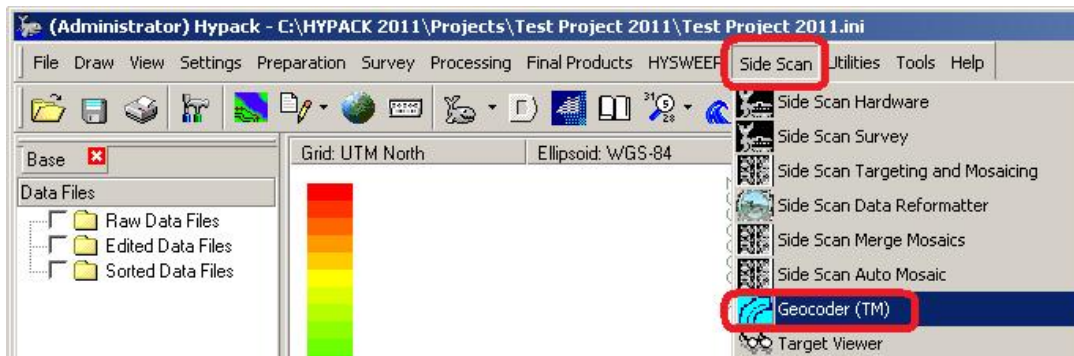 (Administrator) Hypack - C:\HYPACK 2011\Projects\Test Project 2011\Test Project 2011.ini
File Draw View Settings Preparation Survey Processing Final Products HYSWEEP Side Scan Utilities Tools Help
Side Scan Hardware
Side Scan Survey
Side Scan Targeting and Mosaicing
Side Scan Data Reformatter
Side Scan Merge Mosaics
Side Scan Auto Mosaic
Geocoder (TM)
Target Viewer
Base
Grid: UTM North Ellipsoid: WGS-84
Data Files
Raw Data Files
Edited Data Files
Sorted Data Files